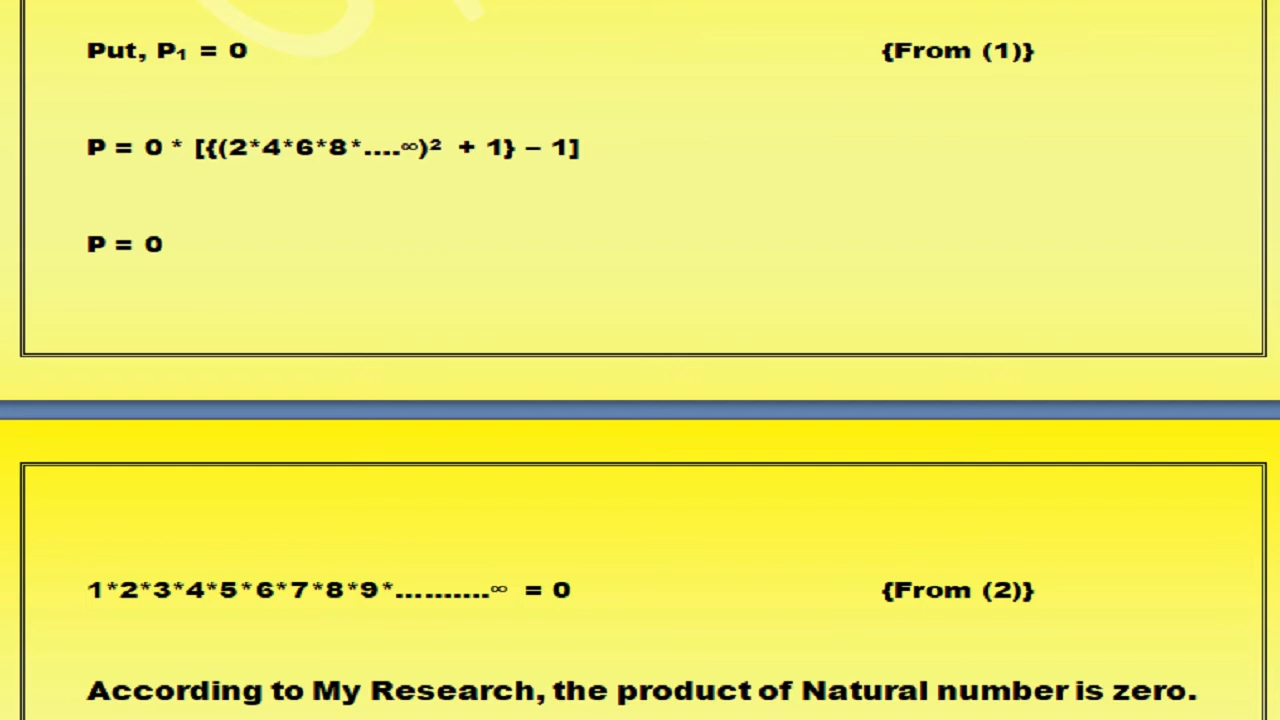 Put, P₁ = 0 {From (1)}
P = 0 * [{(2*4*6*8*....∞)² + 1} – 1]
P = 0
1*2*3*4*5*6*7*8*9*..........∞ = 0 {From (2)}
According to My Research, the product of Natural number is zero.